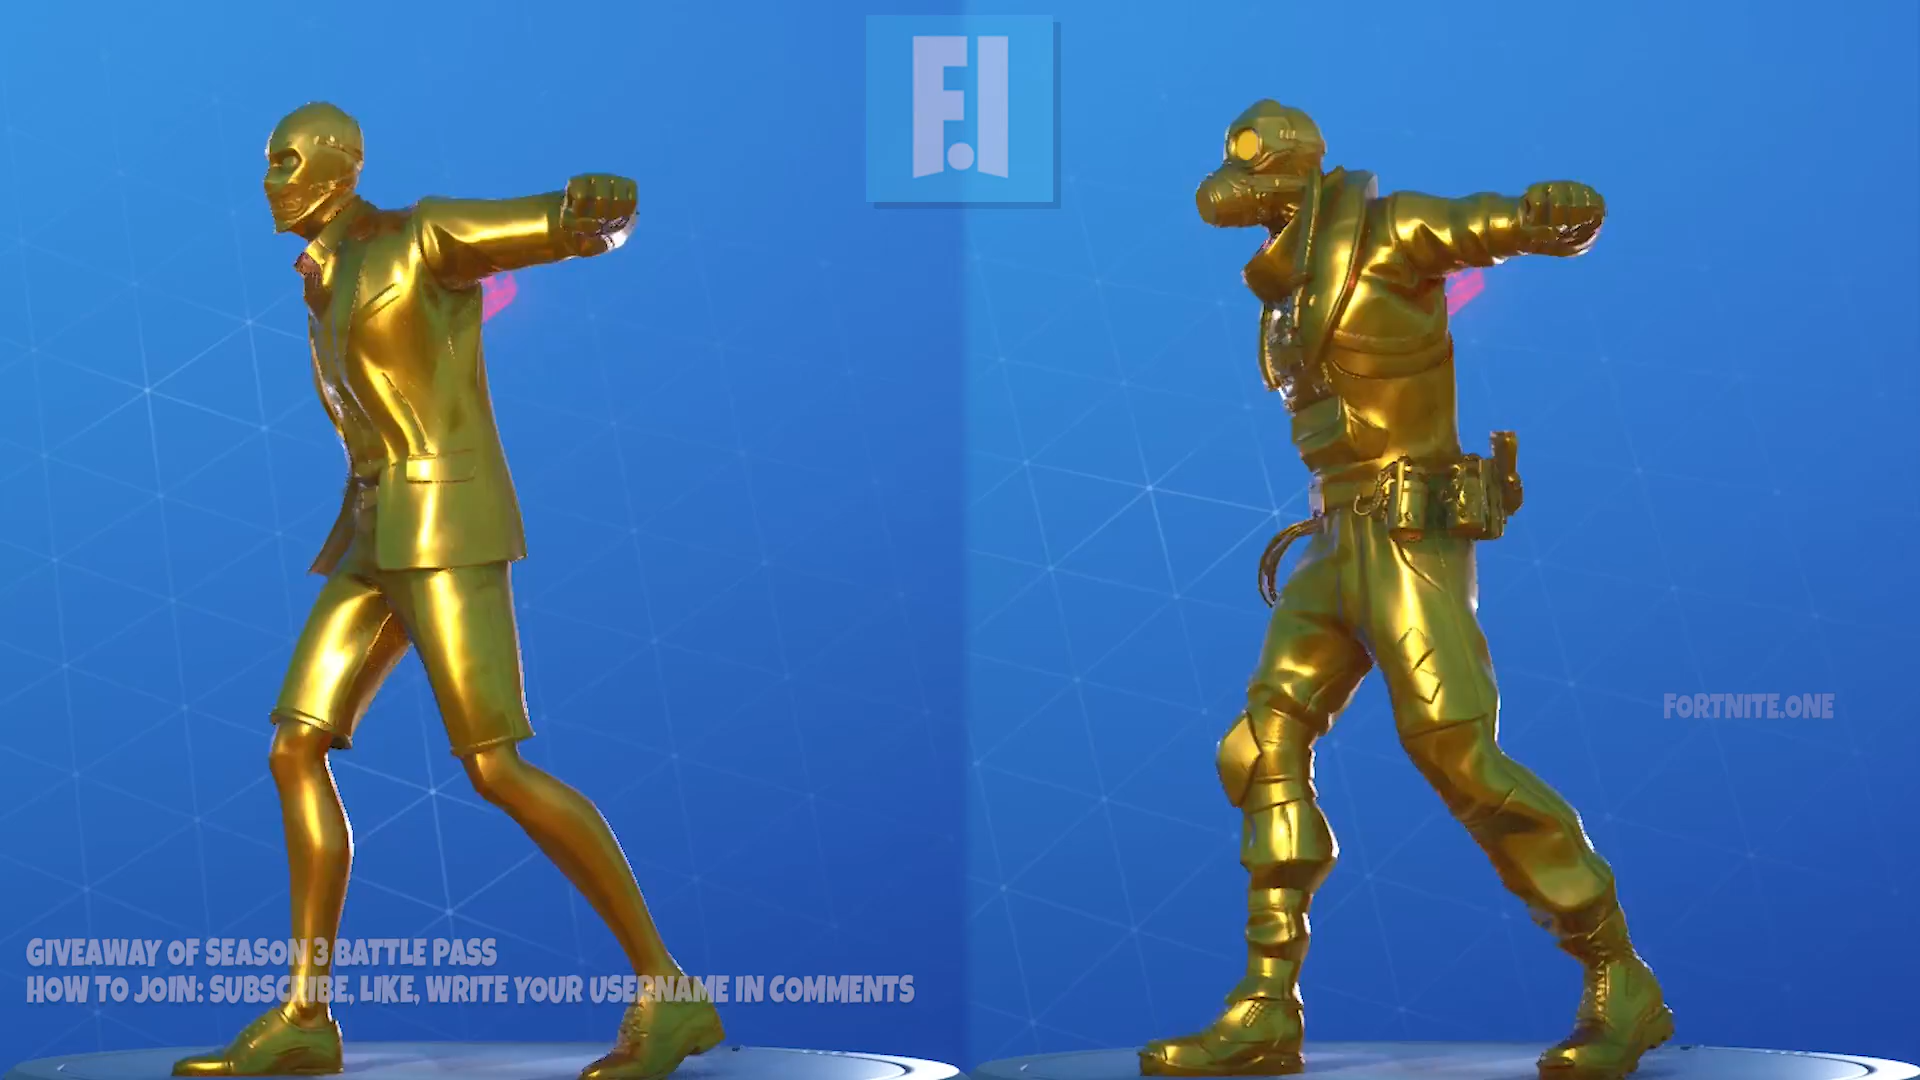 F.I
FORTNITE.ONE
GIVEAWAY OF SEASON 3 BATTLE PASS
HOW TO JOIN: SUBSCRIBE, LIKE, WRITE YOUR USERNAME IN COMMENTS